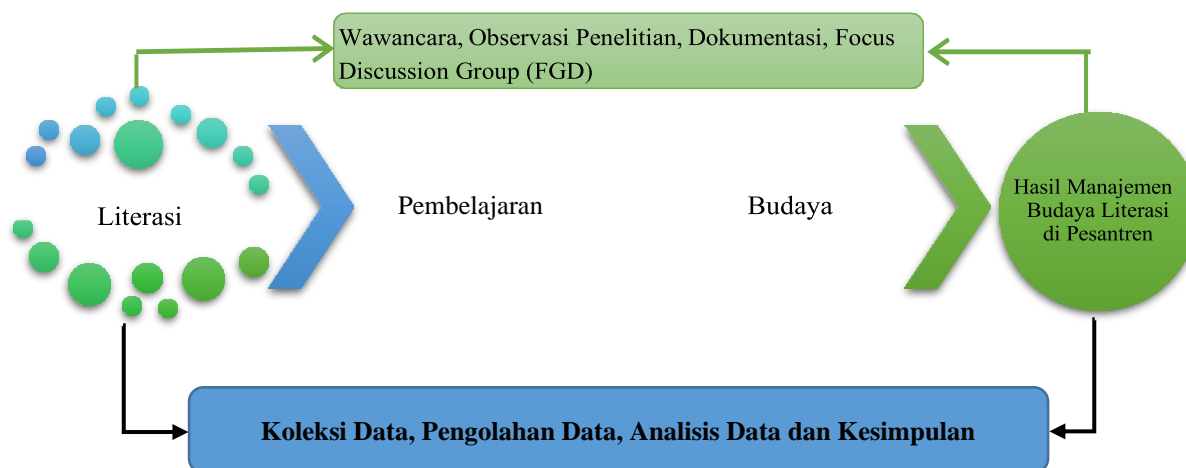 Wawancara, Observasi Penelitian, Dokumentasi, Focus
Discussion Group (FGD)
Literasi
Pembelajaran
Budaya
Hasil Manajemen
Budaya Literasi
di Pesantren
Koleksi Data, Pengolahan Data, Analisis Data dan Kesimpulan